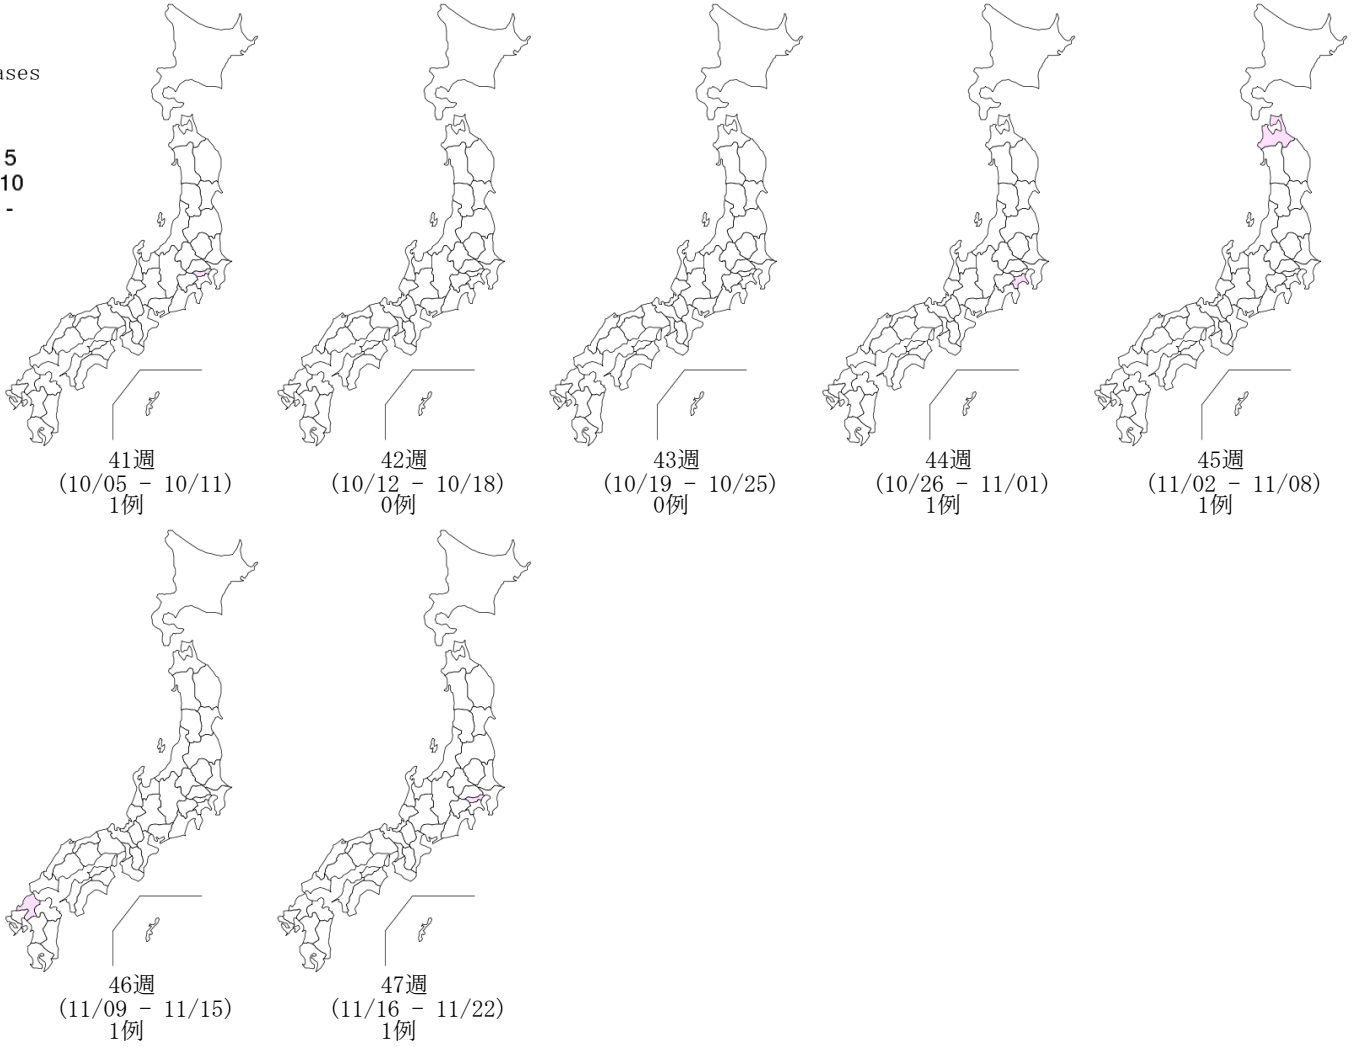 ases
5
10
-
41週
(10/05 - 10/11)
1例
42週
(10/12 - 10/18)
0例
43週
(10/19 - 10/25)
0例
44週
(10/26 - 11/01)
1例
45週
(11/02 - 11/08)
1例
46週
(11/09 - 11/15)
1例
47週
(11/16 - 11/22)
1例